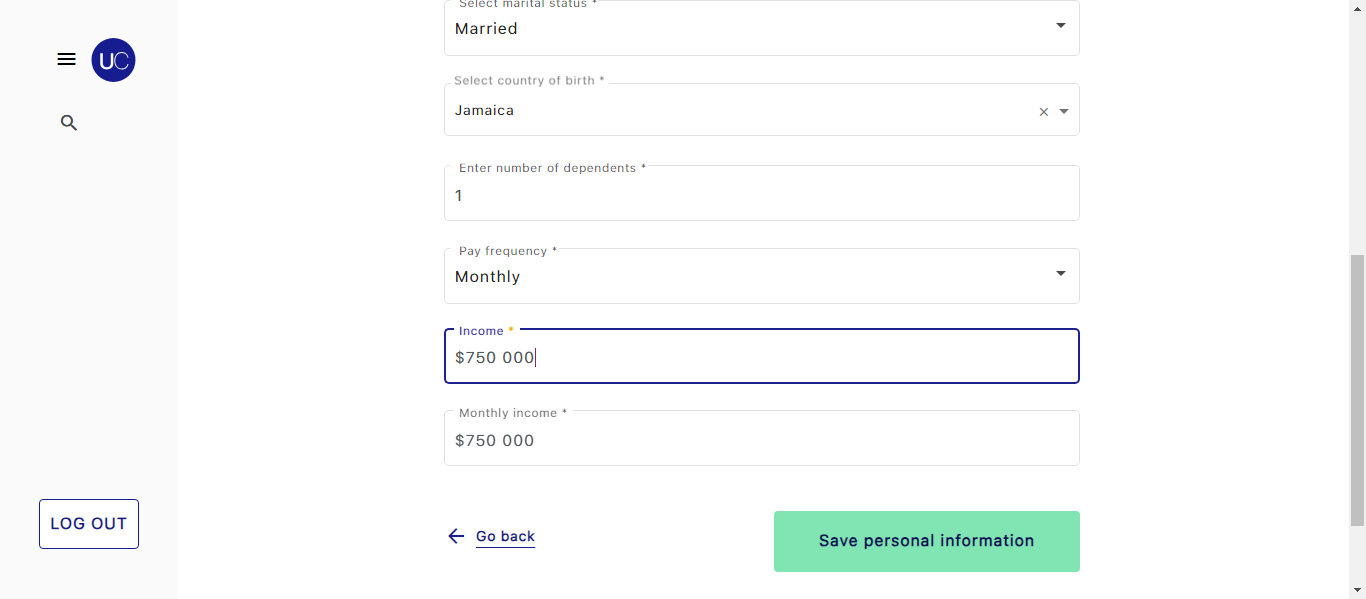 Select marital status *
Married
UC
Select country of birth *
Jamaica
Enter number of dependents *
1
Pay frequency *
Monthly
Income *
$750 000
Monthly income *
$750 000
LOG OUT
Go back
Save personal information